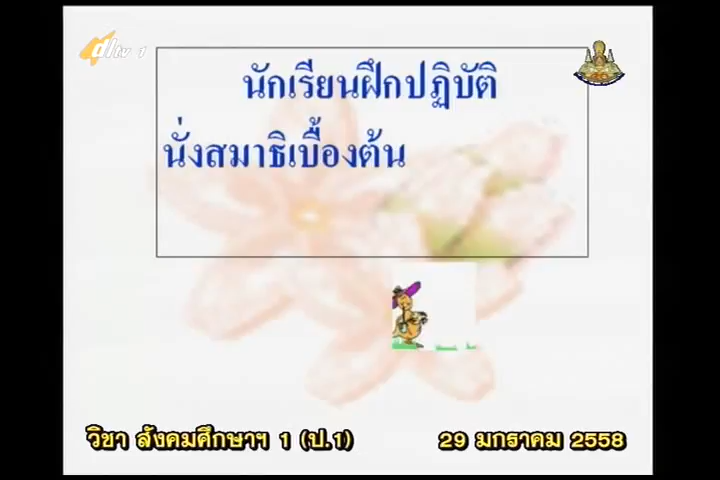 dltv 1
นักเรียนฝึกปฏิบัติ
นั่งสมาธิเบื้องต้น
วิชา สังคมศึกษาฯ 1 (ป.1)
29 มกราคม 2558